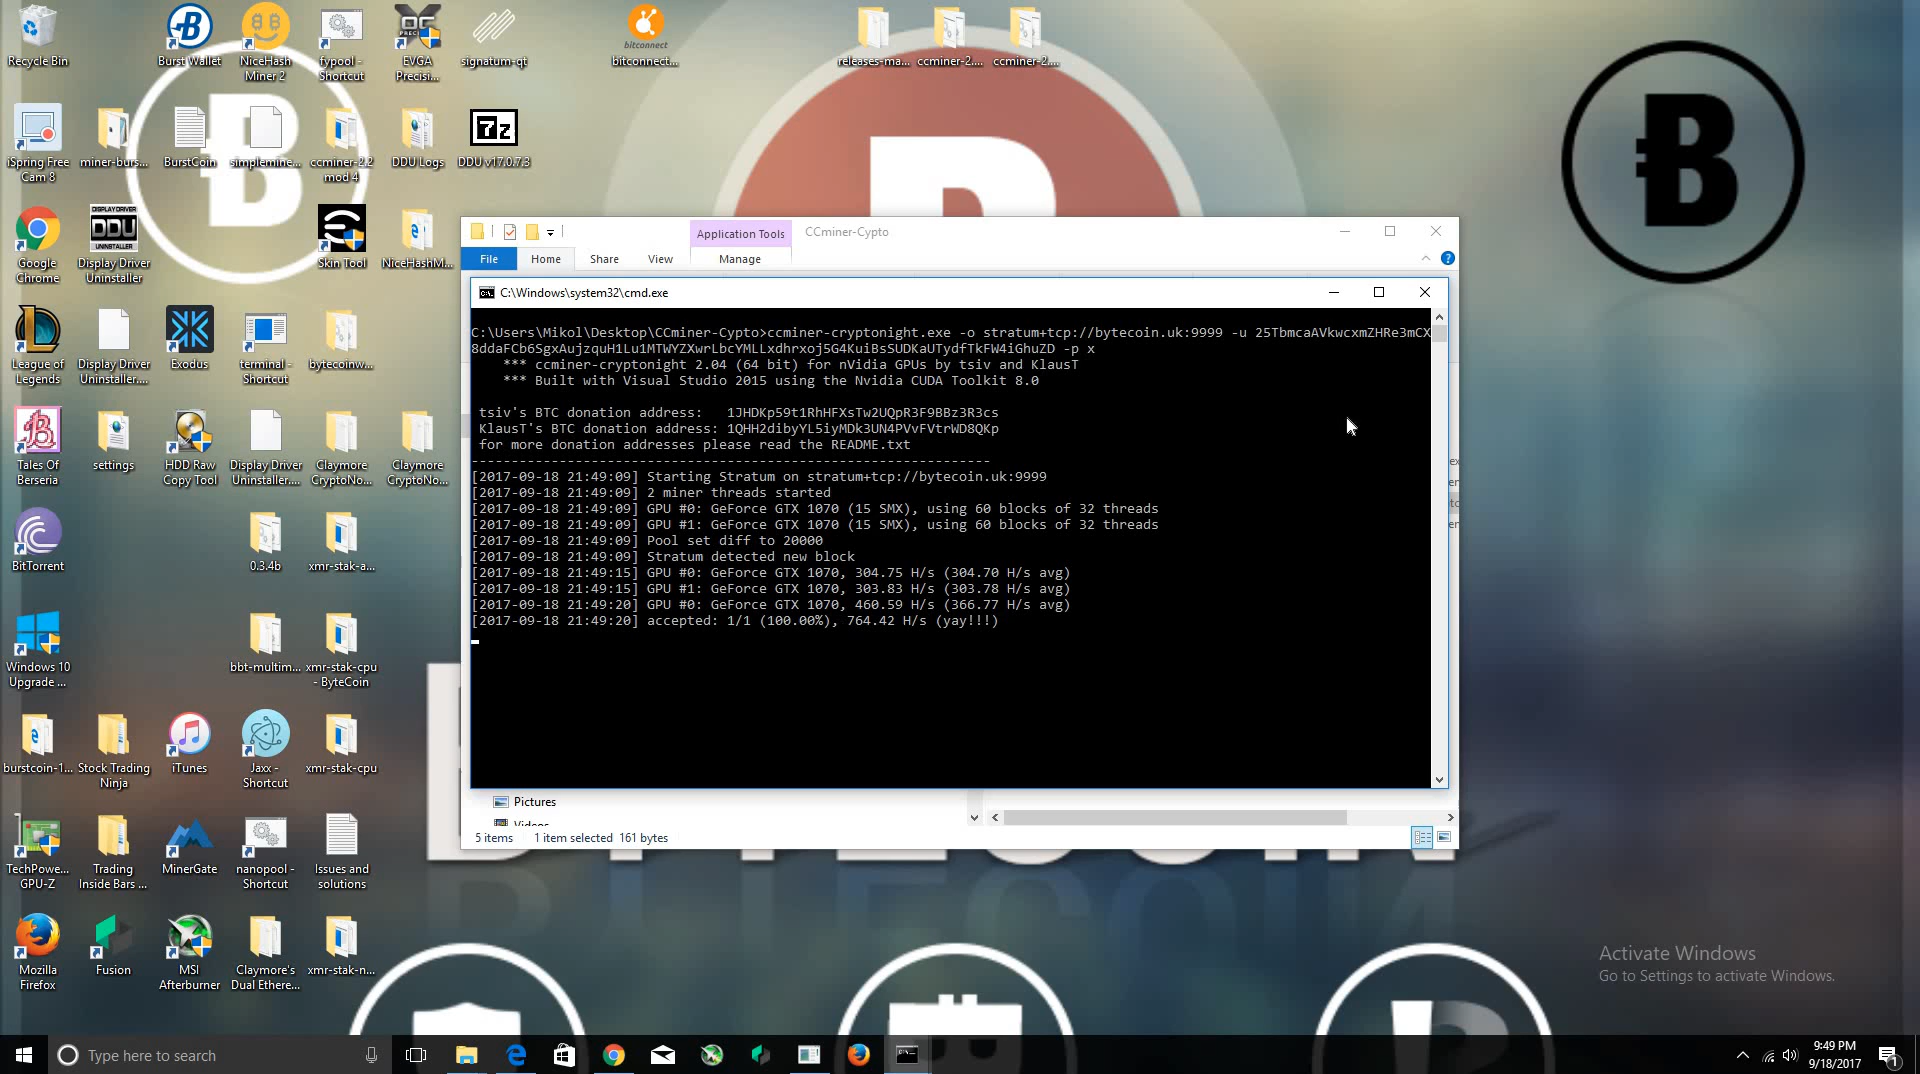 Recycle Bin
Burst Wallet
NiceHash
Miner 2
fypool -
Shortcut
EVGA
Precisi...
signatum-qt
bitconnect
bitconnect...
releases-ma...
ccminer-2....
ccminer-2....
iSpring Free
Cam 8
miner-burs...
BurstCoin
simplemine...
ccminer-2.2
mod 4
DDU Logs
DDU v17.0.7.3
Google
Chrome
Display Driver
Uninstaller
Skin Tool
NiceHashM...
League of
Legends
Display Driver
Uninstaller....
Exodus
terminal -
Shortcut
bytecoinw...
Tales Of
Berseria
settings
HDD Raw
Copy Tool
Display Driver
Uninstaller....
Claymore
CryptoNo...
Claymore
CryptoNo...
BitTorrent
0.3.4b
xmr-stak-a...
Windows 10
Upgrade ...
bbt-multim...
xmr-stak-cpu
- ByteCoin
burstcoin-1...
Stock Trading
Ninja
iTunes
Jaxx -
Shortcut
xmr-stak-cpu
TechPowe...
GPU-Z
Trading
Inside Bars ...
MinerGate
nanopool -
Shortcut
Issues and
solutions
Mozilla
Firefox
Fusion
MSI
Afterburner
Claymore's
Dual Ethere...
xmr-stak-n...
Application Tools
CCminer-Cypto
File
Home
Share
View
Manage
C:\Windows\system32\cmd.exe
C:\Users\Mikol\Desktop\CCminer-Cypto>ccminer-cryptonight.exe -o stratum+tcp://bytecoin.uk:9999 -u 25TbmcaAVkwcxmZHRe3mCX
8ddaFCb6SgxAujzquH1Lu1MTWYZXwrLbcYMLLxdhrxoj5G4KuiBsSUDKaUTydfTkFW4iGhuZD -p x
*** ccminer-cryptonight 2.04 (64 bit) for nVidia GPUs by tsiv and KlausT
*** Built with Visual Studio 2015 using the Nvidia CUDA Toolkit 8.0
tsiv's BTC donation address:   1JHDKp59t1RhHFXsTw2UQpR3F9BBz3R3cs
KlausT's BTC donation address: 1QHH2dibyYL5iyMDk3UN4PVvFVtrWD8QKp
for more donation addresses please read the README.txt
-----------------------------------------------------------------
[2017-09-18 21:49:09] Starting Stratum on stratum+tcp://bytecoin.uk:9999
[2017-09-18 21:49:09] 2 miner threads started
[2017-09-18 21:49:09] GPU #0: GeForce GTX 1070 (15 SMX), using 60 blocks of 32 threads
[2017-09-18 21:49:09] GPU #1: GeForce GTX 1070 (15 SMX), using 60 blocks of 32 threads
[2017-09-18 21:49:09] Pool set diff to 20000
[2017-09-18 21:49:09] Stratum detected new block
[2017-09-18 21:49:15] GPU #0: GeForce GTX 1070, 304.75 H/s (304.70 H/s avg)
[2017-09-18 21:49:15] GPU #1: GeForce GTX 1070, 303.83 H/s (303.78 H/s avg)
[2017-09-18 21:49:20] GPU #0: GeForce GTX 1070, 460.59 H/s (366.77 H/s avg)
[2017-09-18 21:49:20] accepted: 1/1 (100.00%), 764.42 H/s (yay!!!)
Pictures
Videos
5 items
1 item selected 161 bytes
Activate Windows
Go to Settings to activate Windows.
Type here to search
9:49 PM
9/18/2017
1